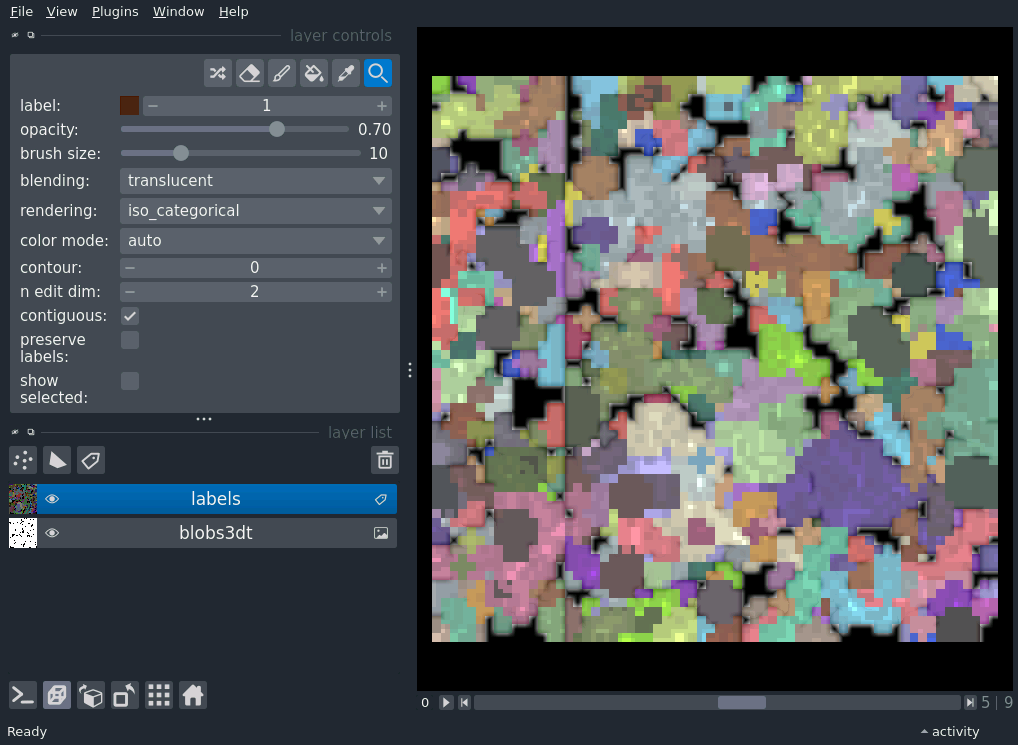 File View Plugins Window Help
layer controls
label: 1
opacity: 0.70
brush size: 10
blending: translucent
rendering: iso_categorical
color mode: auto
contour: 0
n edit dim: 2
contiguous:
preserve
labels:
show
selected:
layer list
labels
blobs3dt
0 5 | 9
Ready activity